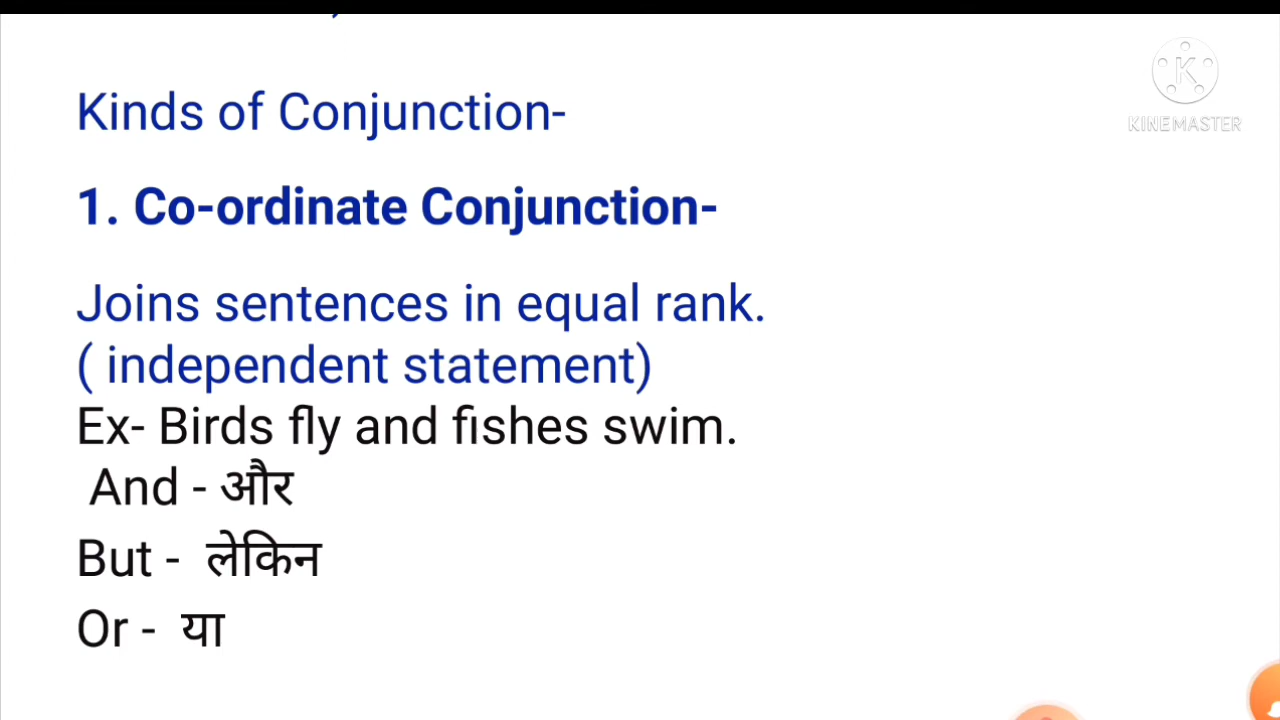 Kinds of Conjunction-
KINEMASTER
1. Co-ordinate Conjunction-
Joins sentences in equal rank.
( independent statement)
Ex- Birds fly and fishes swim.
And - और
But - लेकिन
Or - या